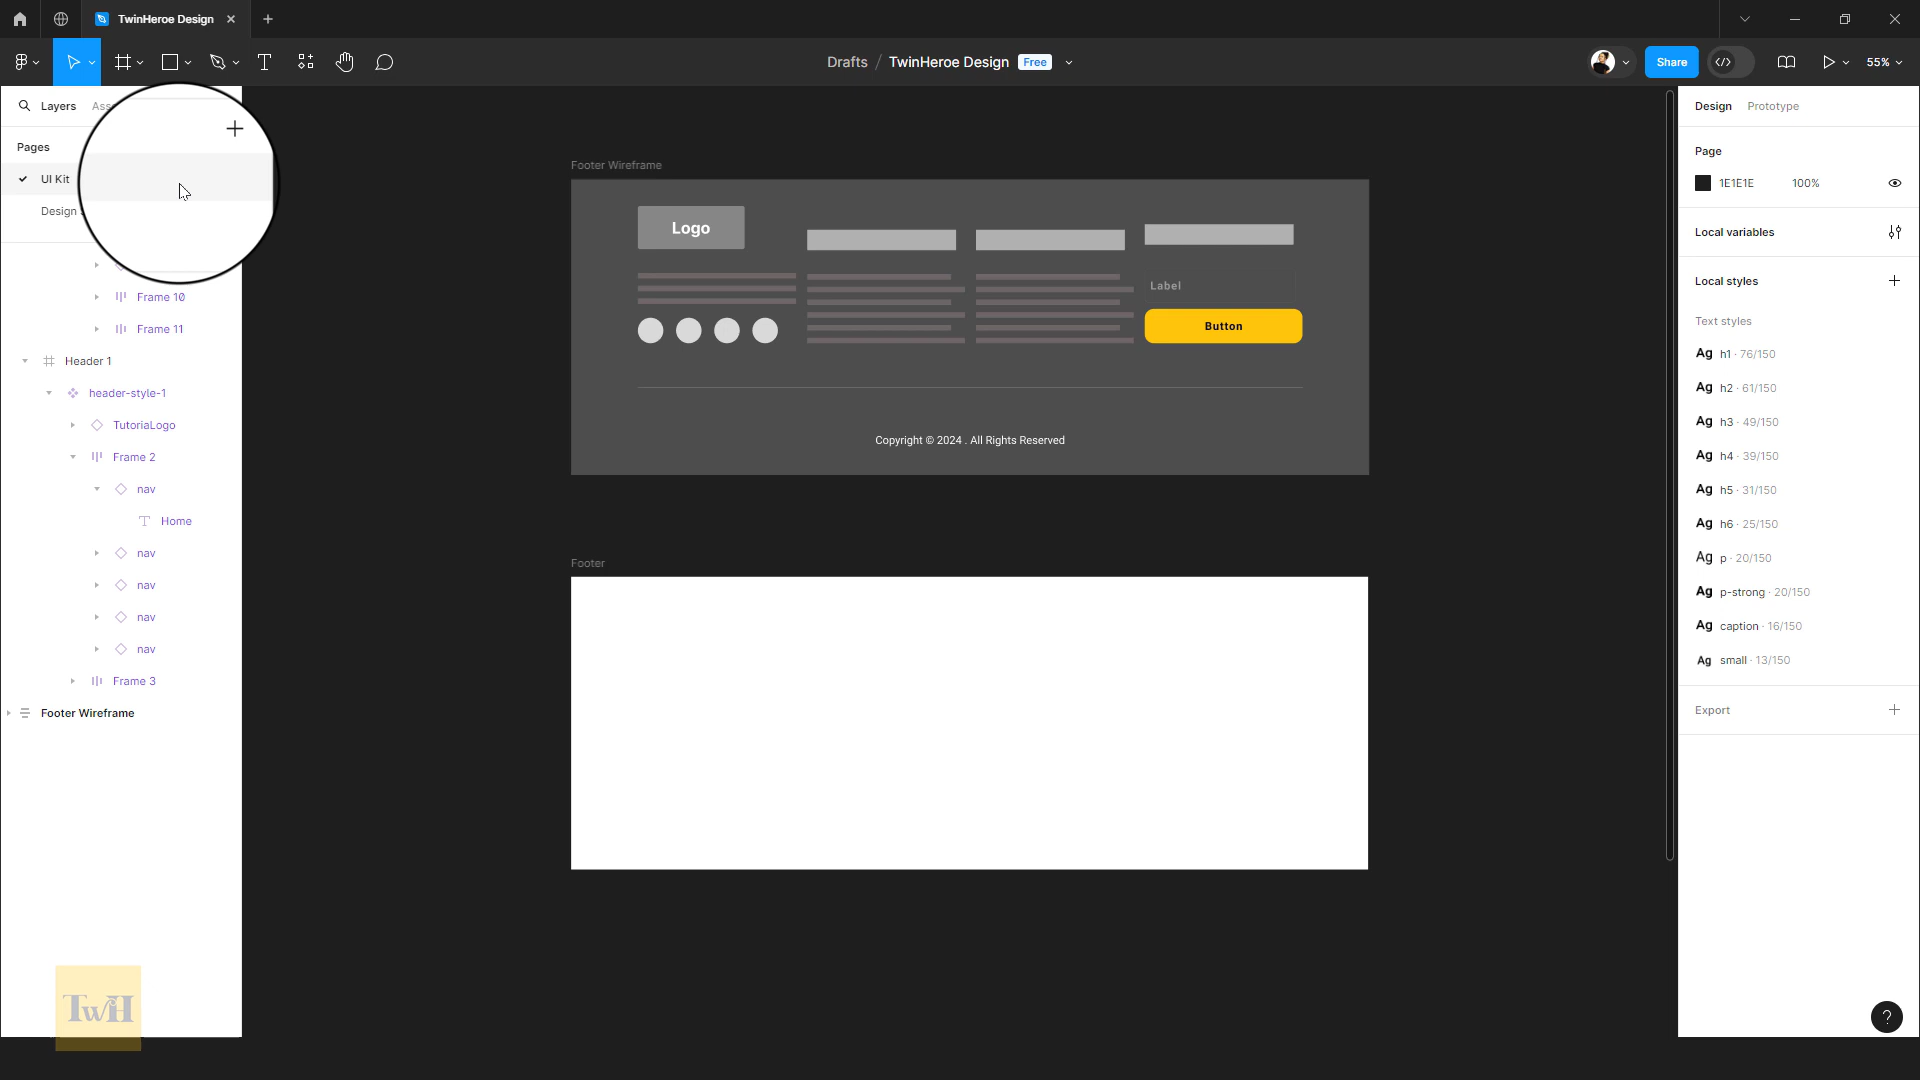 TwinHeroe Design
Drafts / TwinHeroe Design Free
Share
55%
Layers
Pages
UI Kit
Design
Frame 10
Frame 11
Header 1
header-style-1
TutoriaLogo
Frame 2
nav
Home
nav
nav
nav
nav
Frame 3
Footer Wireframe
TwH
Footer Wireframe
Logo
Label
Button
Copyright © 2024 . All Rights Reserved
Footer
Design Prototype
Page
1E1E1E 100%
Local variables
Local styles
Text styles
Ag h1 · 76/150
Ag h2 · 61/150
Ag h3 · 49/150
Ag h4 · 39/150
Ag h5 · 31/150
Ag h6 · 25/150
Ag p · 20/150
Ag p-strong · 20/150
Ag caption · 16/150
Ag small · 13/150
Export
?